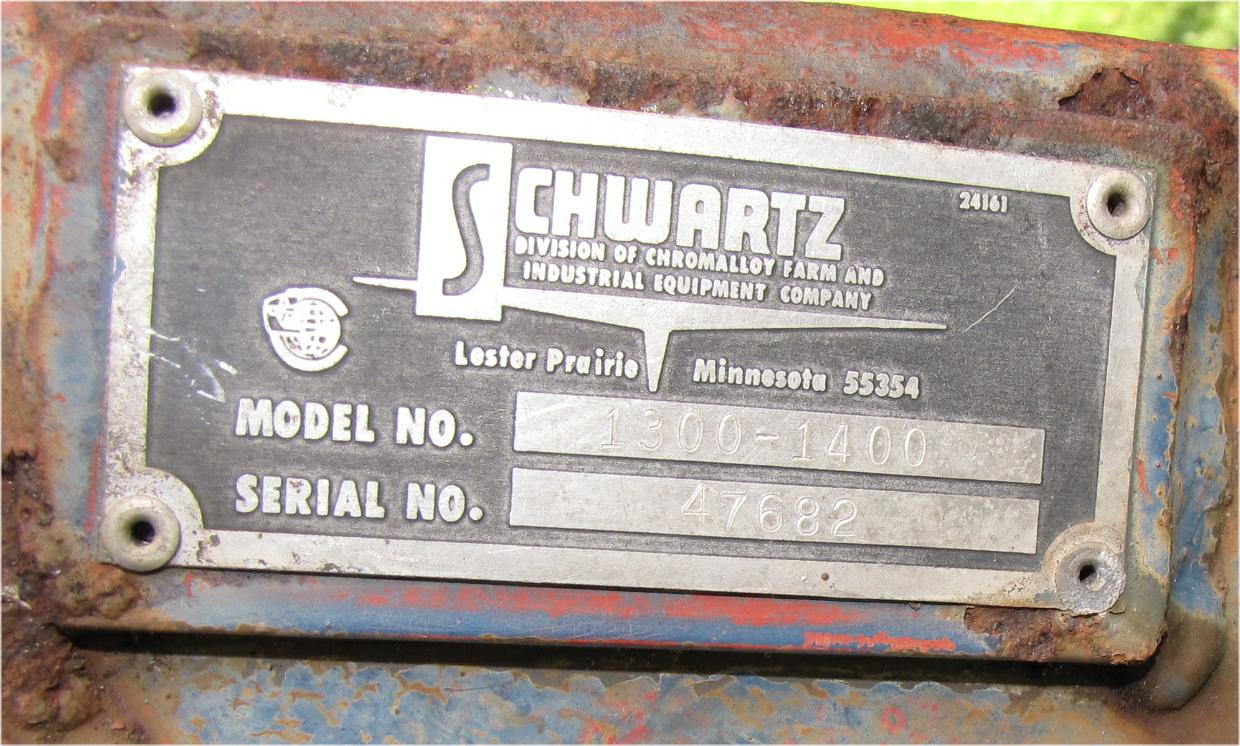 SCHWARTZ
24161
DIVISION OF CHROMALLOY FARM AND
INDUSTRIAL EQUIPMENT COMPANY
Lester Prairie Minnesota 55354
MODEL NO. 1300-1400
SERIAL NO. 47682